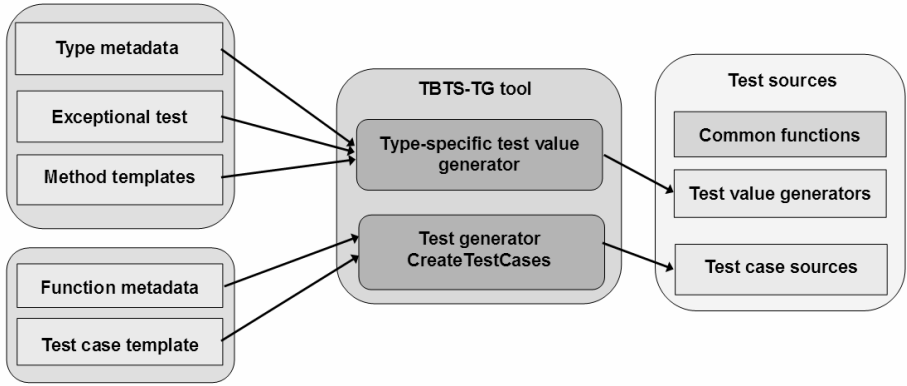 Type metadata
Exceptional test
Method templates
Function metadata
Test case template
TBTS-TG tool
Type-specific test value
generator
Test generator
CreateTestCases
Test sources
Common functions
Test value generators
Test case sources